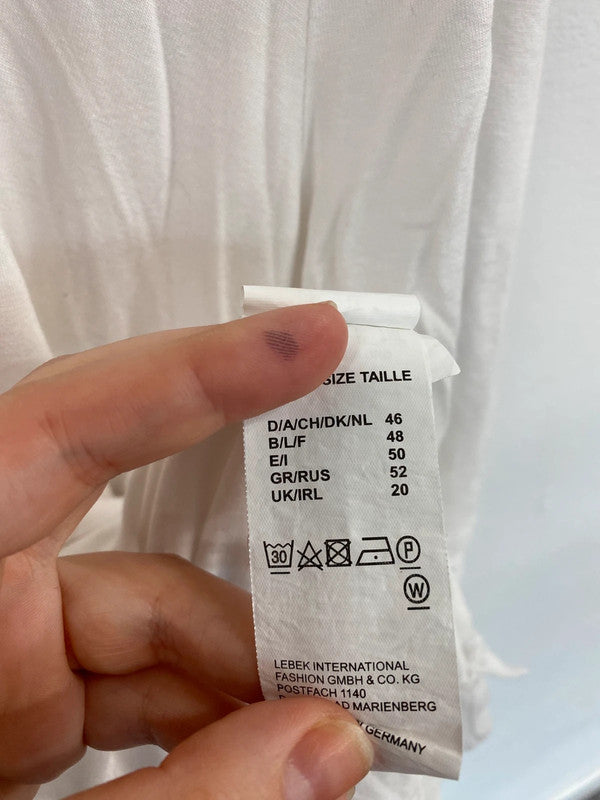 SIZE TAILLE
D/A/CH/DK/NL 46
B/L/F 48
E/I 50
GR/RUS 52
UK/IRL 20
30 P
W
LEBEK INTERNATIONAL
FASHION GMBH & CO. KG
POSTFACH 1140
MARIENBERG
GERMANY